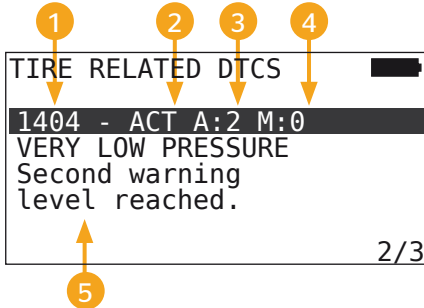 1 2 3 4
TIRE RELATED DTCS
1404 - ACT A:2 M:0
VERY LOW PRESSURE
Second warning
level reached.
2/3
5